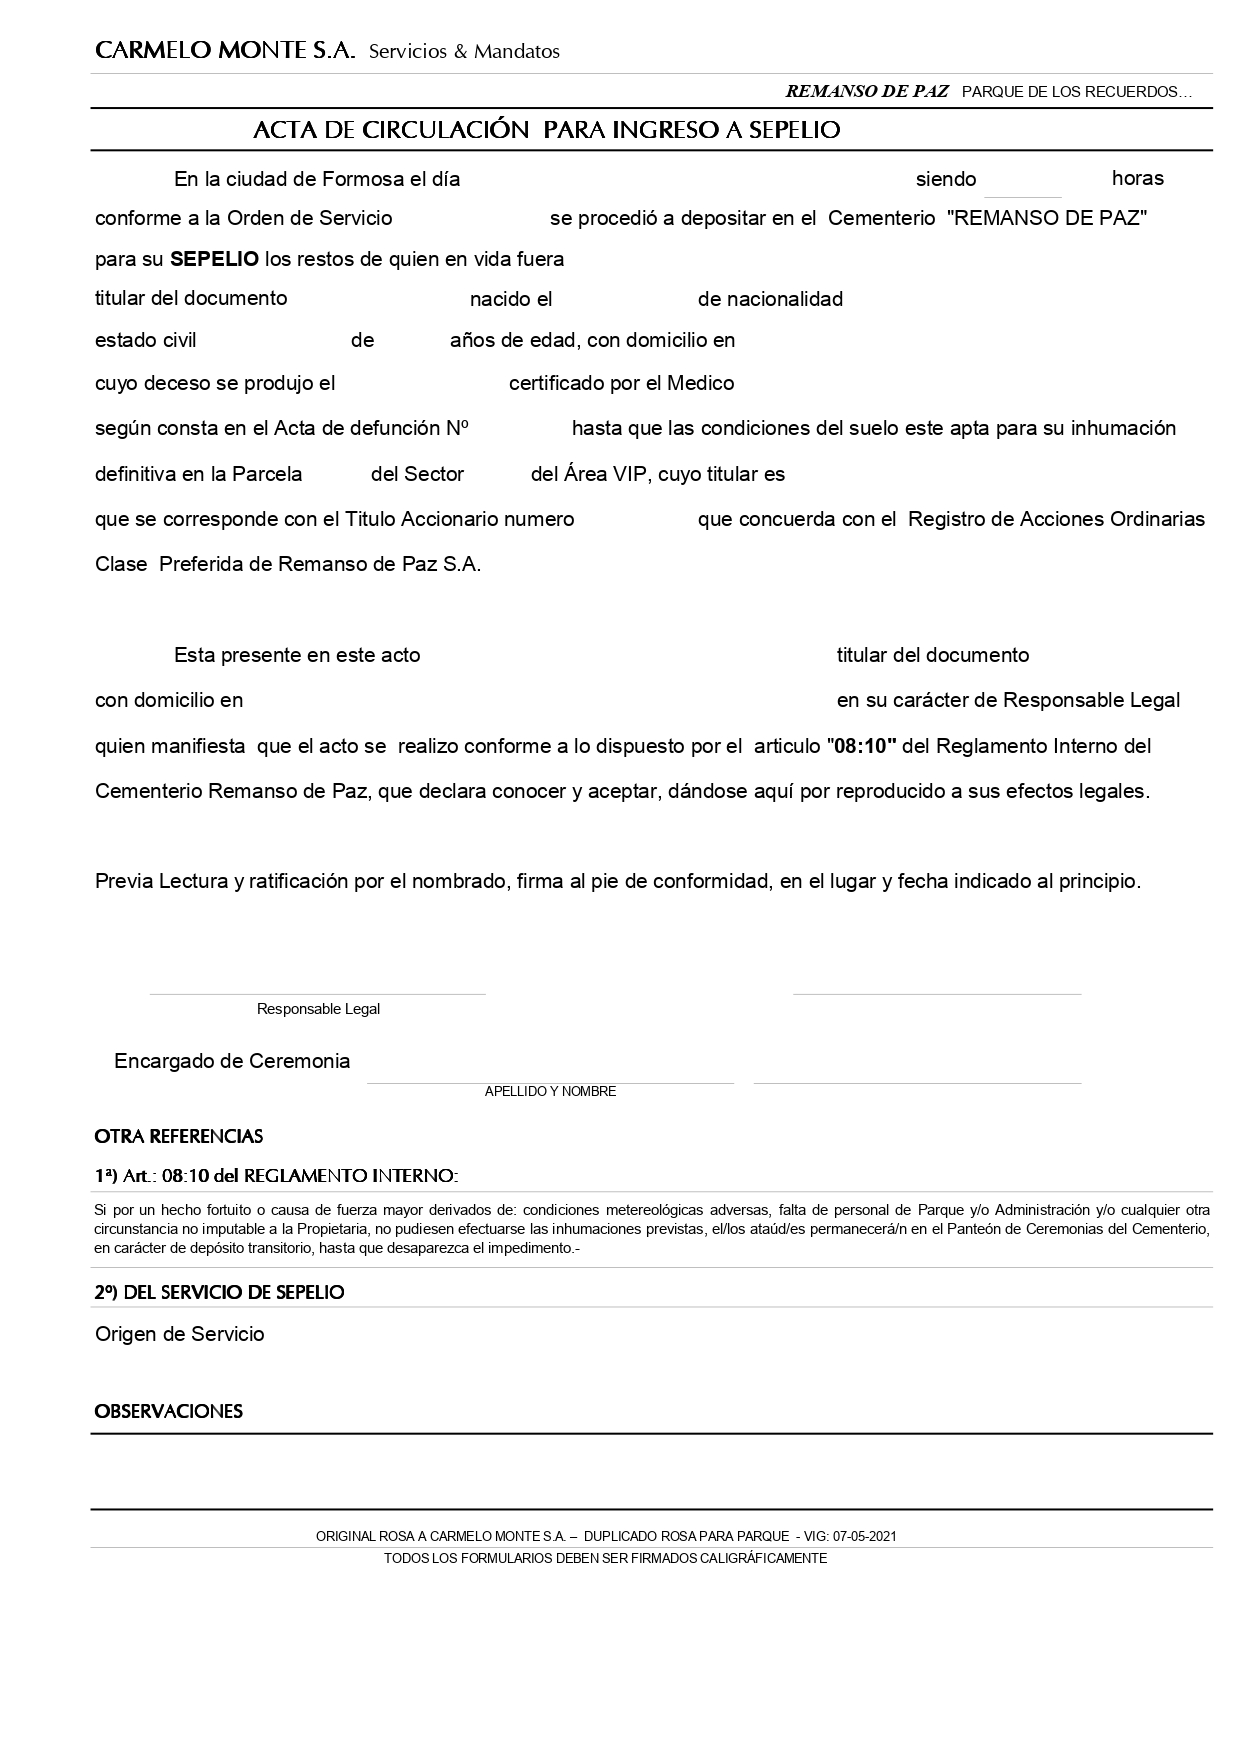 CARMELO MONTE S.A. Servicios & Mandatos
REMANSO DE PAZ PARQUE DE LOS RECUERDOS…
ACTA DE CIRCULACIÓN PARA INGRESO A SEPELIO
En la ciudad de Formosa el día siendo horas
conforme a la Orden de Servicio se procedió a depositar en el Cementerio "REMANSO DE PAZ"
para su SEPELIO los restos de quien en vida fuera
titular del documento nacido el de nacionalidad
estado civil de años de edad, con domicilio en
cuyo deceso se produjo el certificado por el Medico
según consta en el Acta de defunción Nº hasta que las condiciones del suelo este apta para su inhumación
definitiva en la Parcela del Sector del Área VIP, cuyo titular es
que se corresponde con el Titulo Accionario numero que concuerda con el Registro de Acciones Ordinarias
Clase Preferida de Remanso de Paz S.A.
Esta presente en este acto titular del documento
con domicilio en en su carácter de Responsable Legal
quien manifiesta que el acto se realizo conforme a lo dispuesto por el articulo "08:10" del Reglamento Interno del
Cementerio Remanso de Paz, que declara conocer y aceptar, dándose aquí por reproducido a sus efectos legales.
Previa Lectura y ratificación por el nombrado, firma al pie de conformidad, en el lugar y fecha indicado al principio.
Responsable Legal
Encargado de Ceremonia
APELLIDO Y NOMBRE
OTRA REFERENCIAS
1ª) Art.: 08:10 del REGLAMENTO INTERNO:
Si por un hecho fortuito o causa de fuerza mayor derivados de: condiciones metereológicas adversas, falta de personal de Parque y/o Administración y/o cualquier otra
circunstancia no imputable a la Propietaria, no pudiesen efectuarse las inhumaciones previstas, el/los ataúd/es permanecerá/n en el Panteón de Ceremonias del Cementerio,
en carácter de depósito transitorio, hasta que desaparezca el impedimento.-
2º) DEL SERVICIO DE SEPELIO
Origen de Servicio
OBSERVACIONES
ORIGINAL ROSA A CARMELO MONTE S.A. – DUPLICADO ROSA PARA PARQUE - VIG: 07-05-2021
TODOS LOS FORMULARIOS DEBEN SER FIRMADOS CALIGRÁFICAMENTE